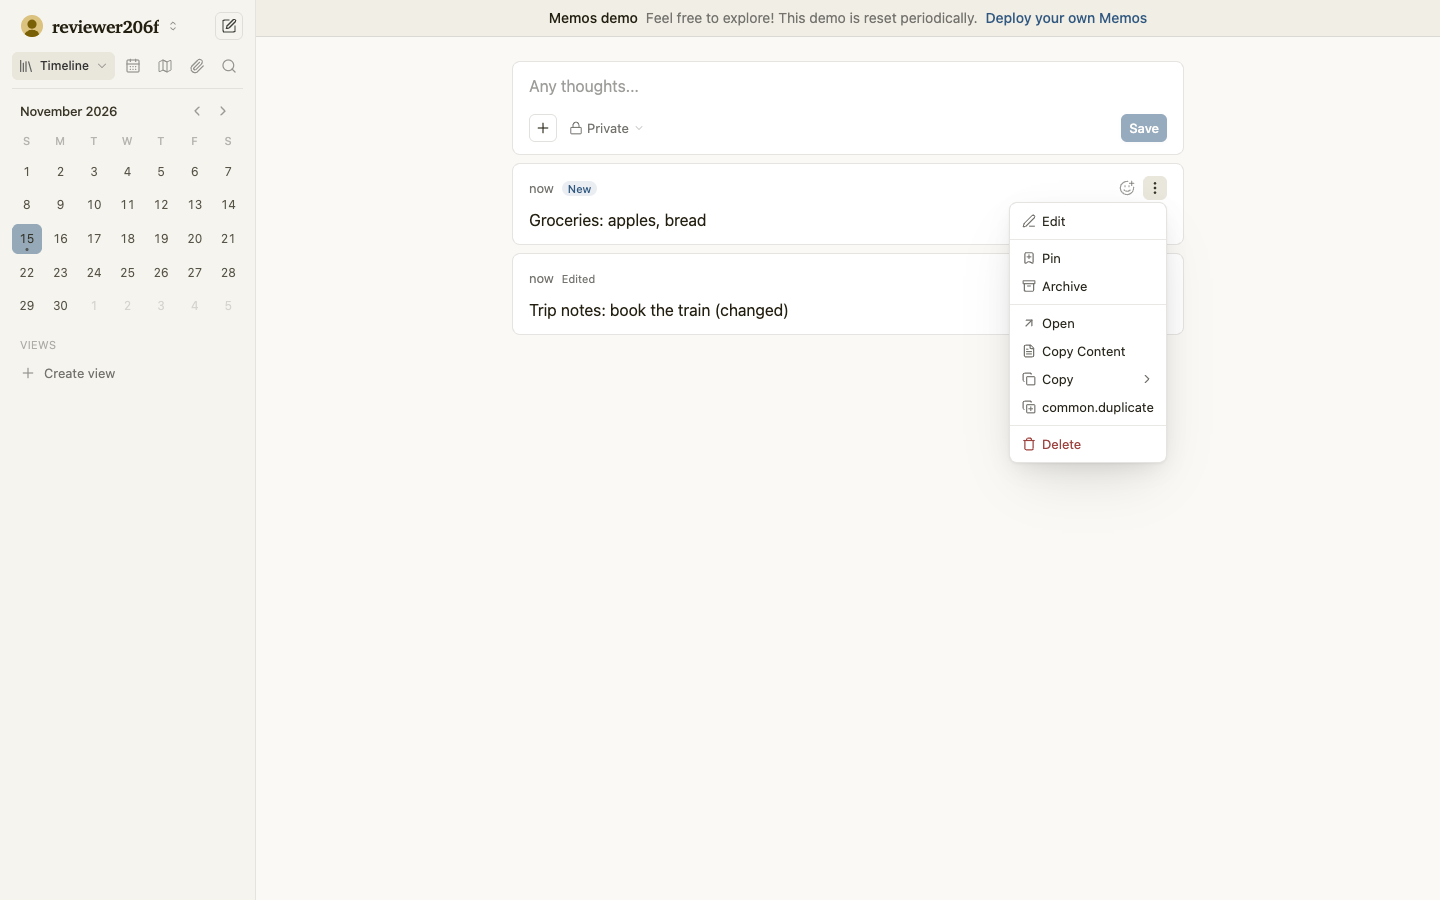 reviewer206f
Timeline
November 2026
S M T W T F S
1 2 3 4 5 6 7
8 9 10 11 12 13 14
15 16 17 18 19 20 21
22 23 24 25 26 27 28
29 30 1 2 3 4 5
VIEWS
Create view
Memos demo Feel free to explore! This demo is reset periodically. Deploy your own Memos
Any thoughts...
Private Save
now New
Groceries: apples, bread
now Edited
Trip notes: book the train (changed)
Edit
Pin
Archive
Open
Copy Content
Copy
common.duplicate
Delete